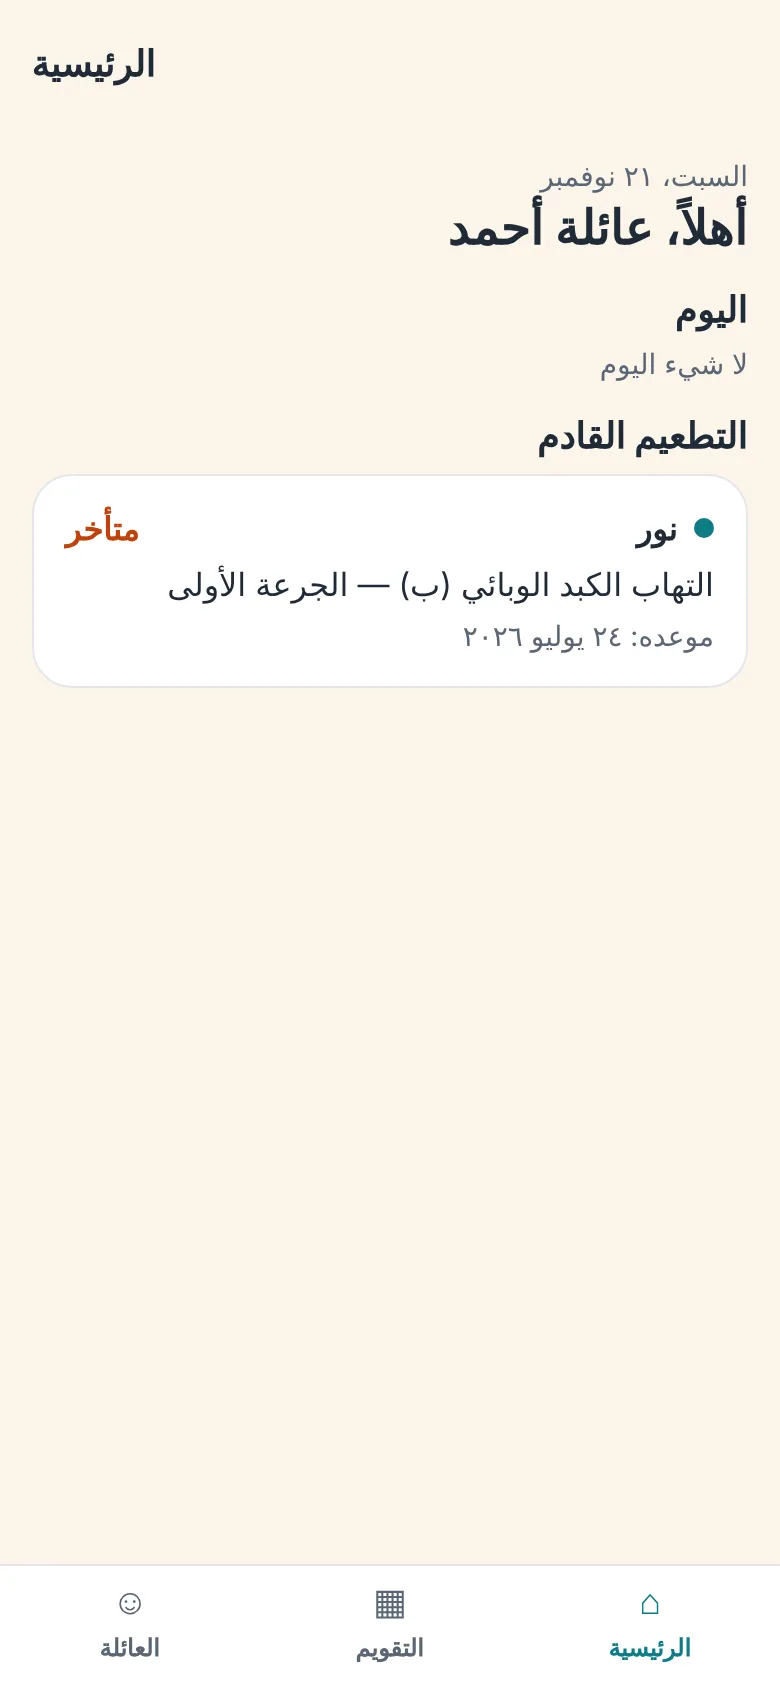 الرئيسية
السبت، ٢١ نوفمبر
أهلاً، عائلة أحمد
اليوم
لا شيء اليوم
التطعيم القادم
نور
متأخر
التهاب الكبد الوبائي (ب) — الجرعة الأولى
موعده: ٢٤ يوليو ٢٠٢٦
الرئيسية
التقويم
العائلة